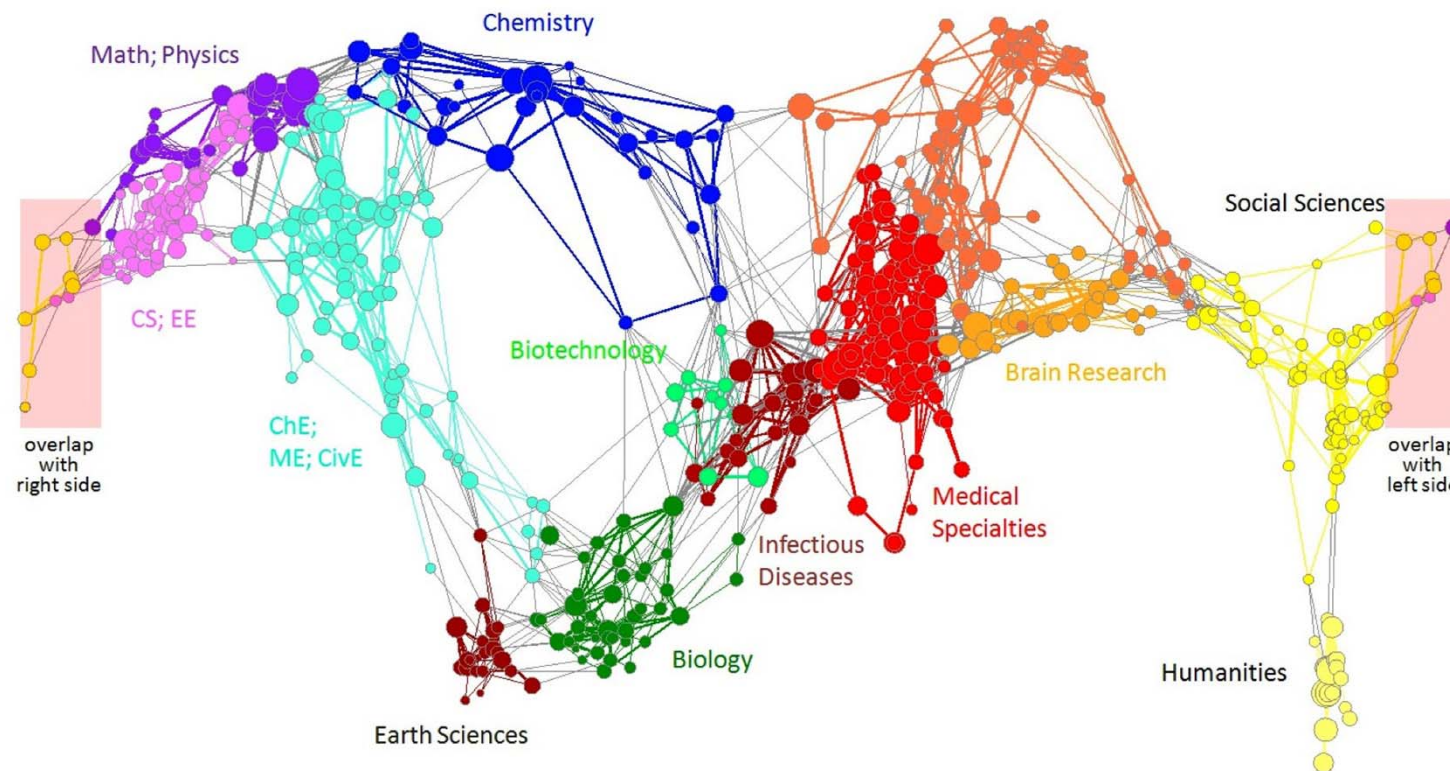 Chemistry
Math; Physics
Social Sciences
CS; EE
Biotechnology
Brain Research
ChE;
ME; CivE
overlap
with
right side
overlap
with
left side
Medical
Specialties
Infectious
Diseases
Biology
Humanities
Earth Sciences